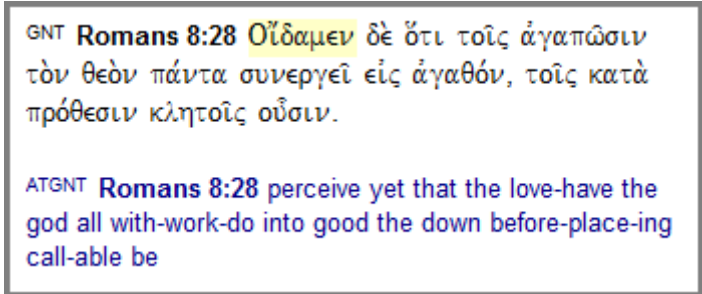 GNT Romans 8:28 Οἴδαμεν δὲ ὅτι τοῖς ἀγαπῶσιν
τὸν θεὸν πάντα συνεργεῖ εἰς ἀγαθόν, τοῖς κατὰ
πρόθεσιν κλητοῖς οὖσιν.
ATGNT Romans 8:28 perceive yet that the love-have the
god all with-work-do into good the down before-place-ing
call-able be